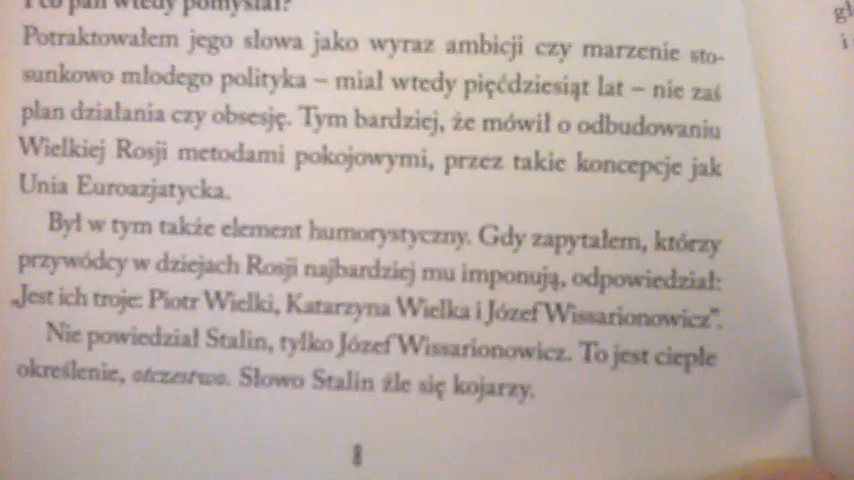 I co pan wtedy pomyślał?
Potraktowałem jego słowa jako wyraz ambicji czy marzenie sto-
sunkowo młodego polityka – miał wtedy pięćdziesiąt lat – nie zaś
plan działania czy obsesję. Tym bardziej, że mówił o odbudowaniu
Wielkiej Rosji metodami pokojowymi, przez takie koncepcje jak
Unia Euroazjatycka.
Był w tym także element humorystyczny. Gdy zapytałem, którzy
przywódcy w dziejach Rosji najbardziej mu imponują, odpowiedział:
„Jest ich troje: Piotr Wielki, Katarzyna Wielka i Józef Wissarionowicz”.
Nie powiedział Stalin, tylko Józef Wissarionowicz. To jest ciepłe
określenie, otczestwo. Słowo Stalin źle się kojarzy.
8